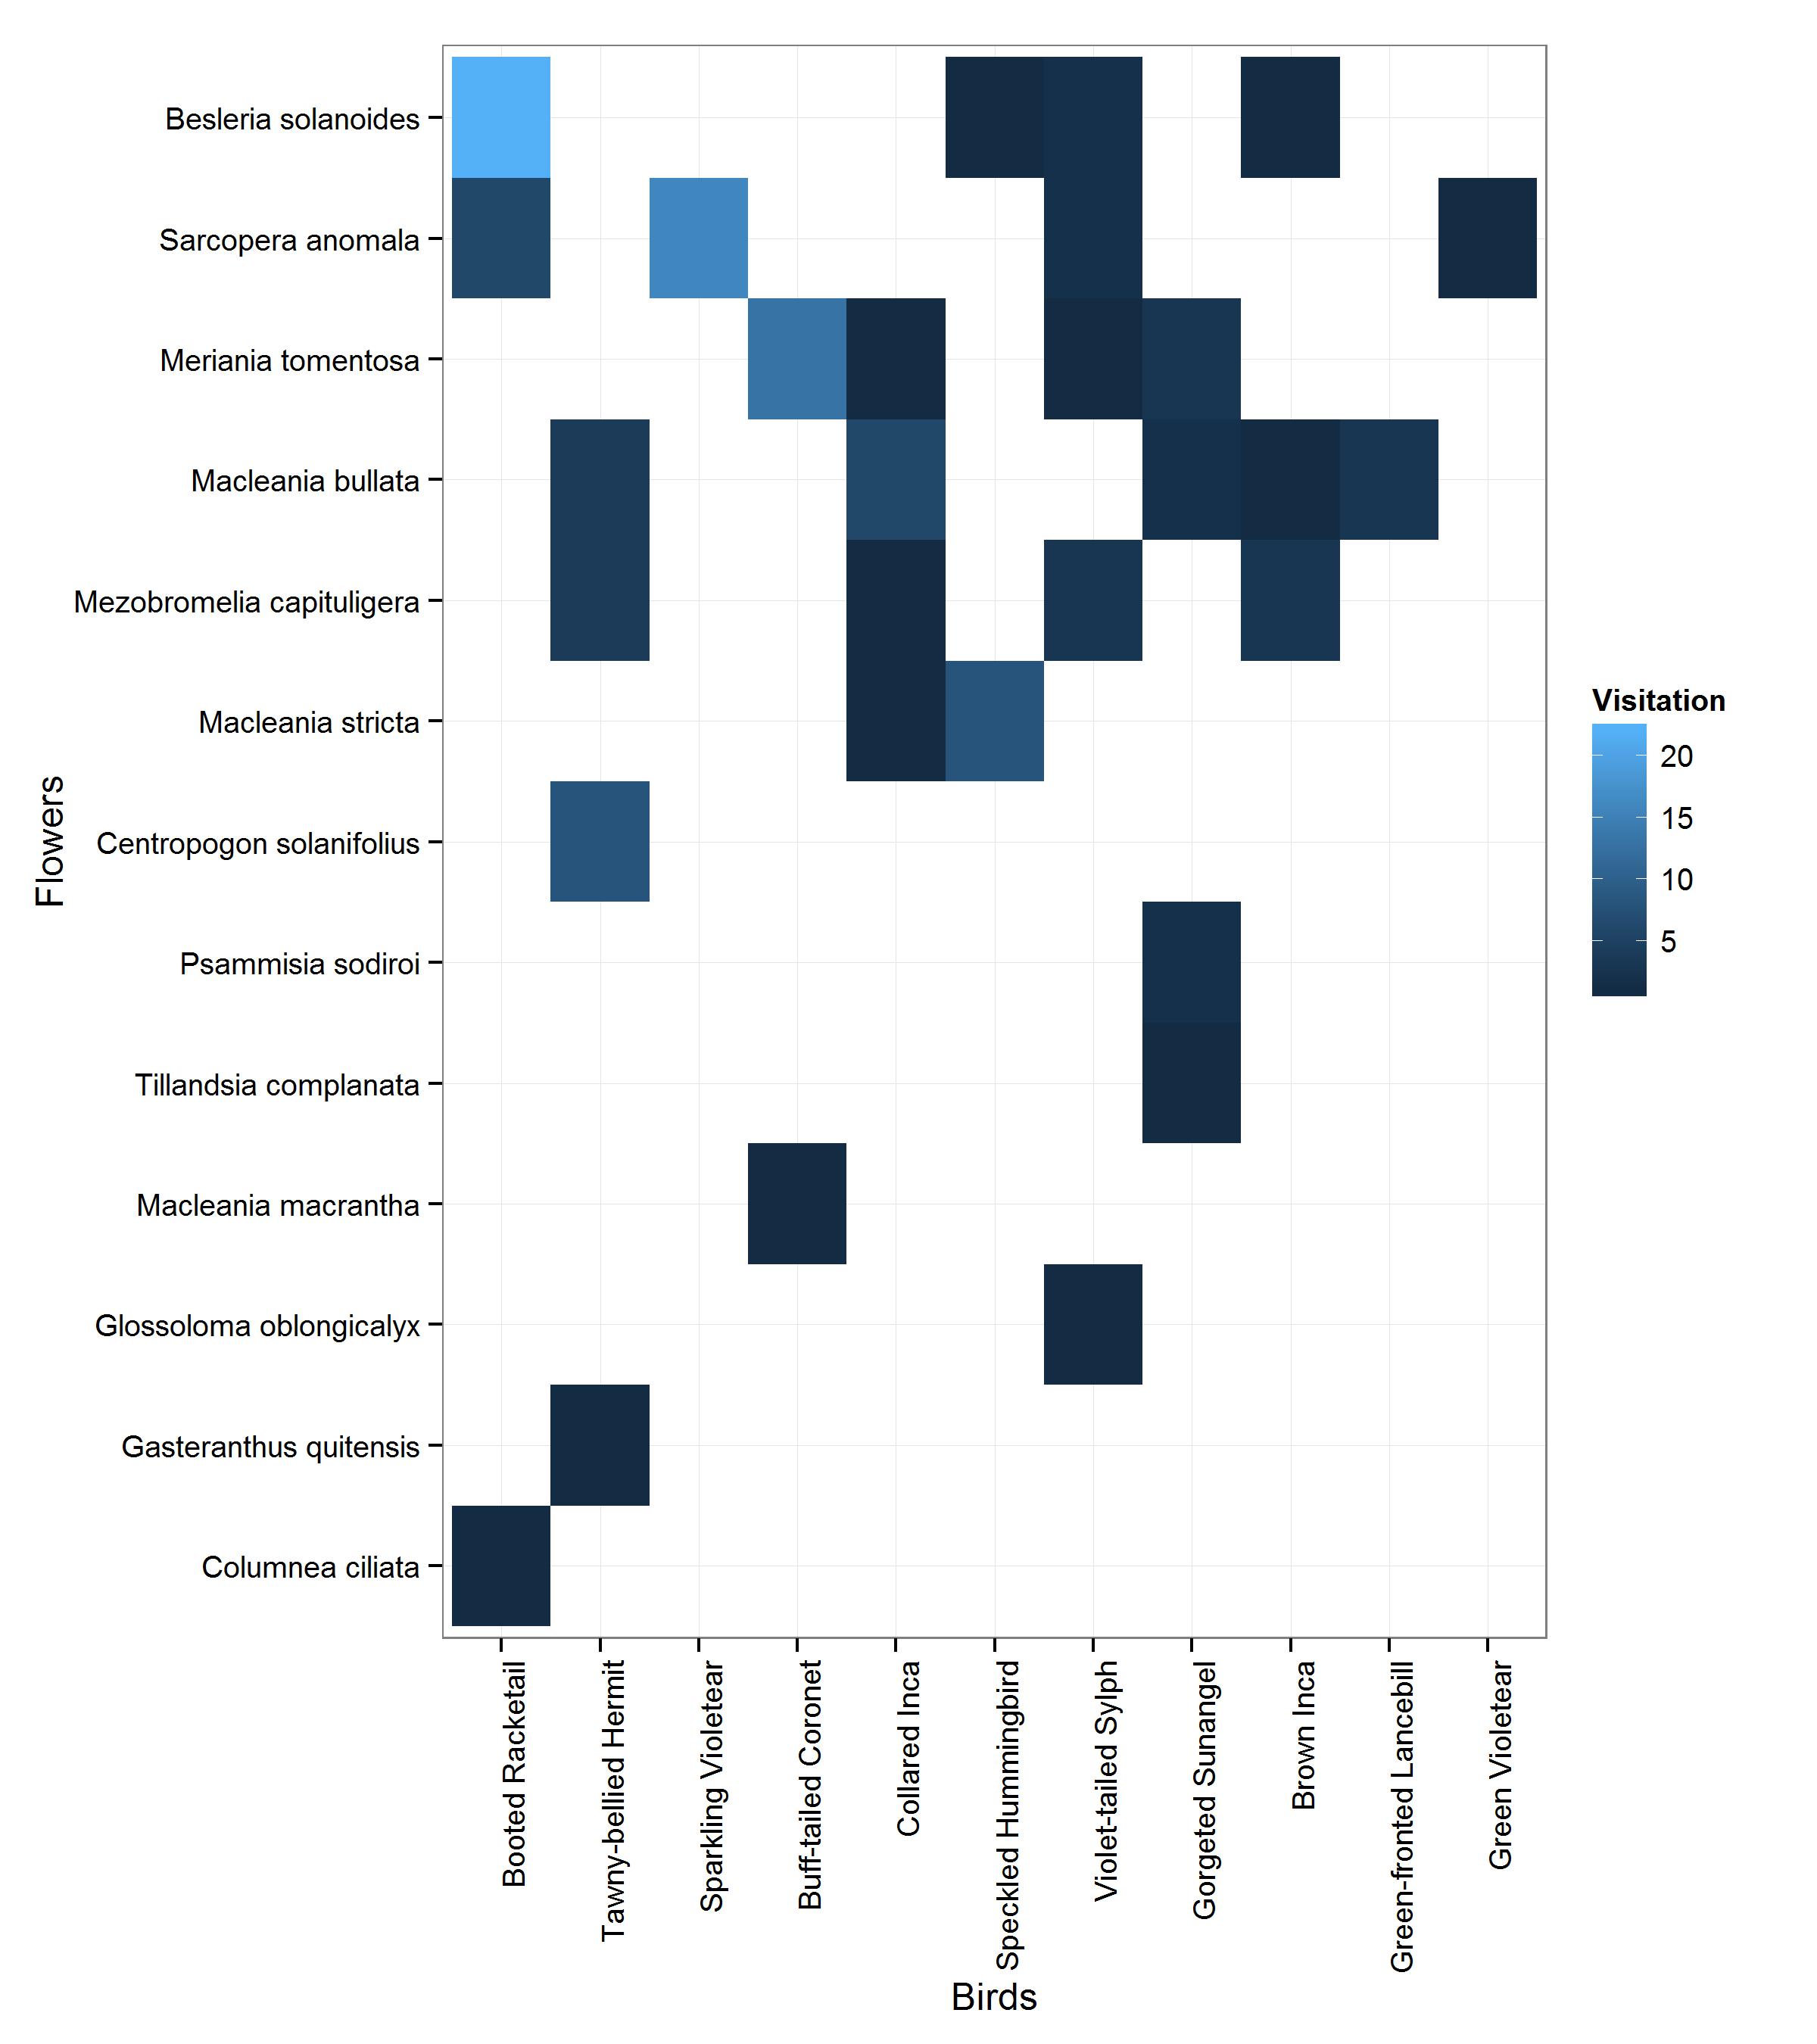 Besleria solanoides
Sarcopera anomala
Meriania tomentosa
Macleania bullata
Mezobromelia capituligera
Macleania stricta
Centropogon solanifolius
Psammisia sodiroi
Tillandsia complanata
Macleania macrantha
Glossoloma oblongicalyx
Gasteranthus quitensis
Columnea ciliata
Flowers
Booted Racketail
Tawny-bellied Hermit
Sparkling Violetear
Buff-tailed Coronet
Collared Inca
Speckled Hummingbird
Violet-tailed Sylph
Gorgeted Sunangel
Brown Inca
Green-fronted Lancebill
Green Violetear
Birds
Visitation
20
15
10
5